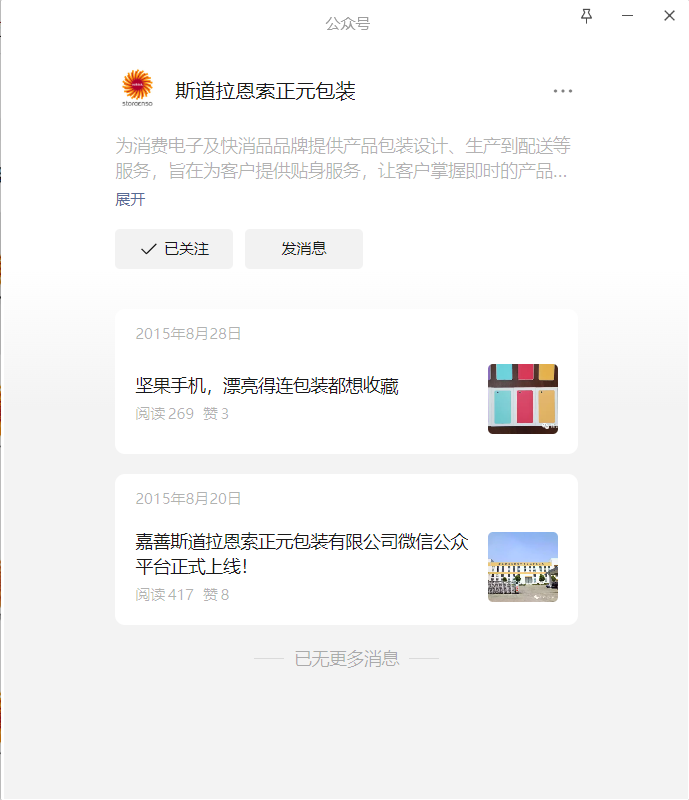 公众号
storaenso
斯道拉恩索正元包装
为消费电子及快消品品牌提供产品包装设计、生产到配送等
服务，旨在为客户提供贴身服务，让客户掌握即时的产品...
展开
已关注
发消息
2015年8月28日
坚果手机，漂亮得连包装都想收藏
阅读 269 赞 3
2015年8月20日
嘉善斯道拉恩索正元包装有限公司微信公众
平台正式上线！
阅读 417 赞 8
已无更多消息